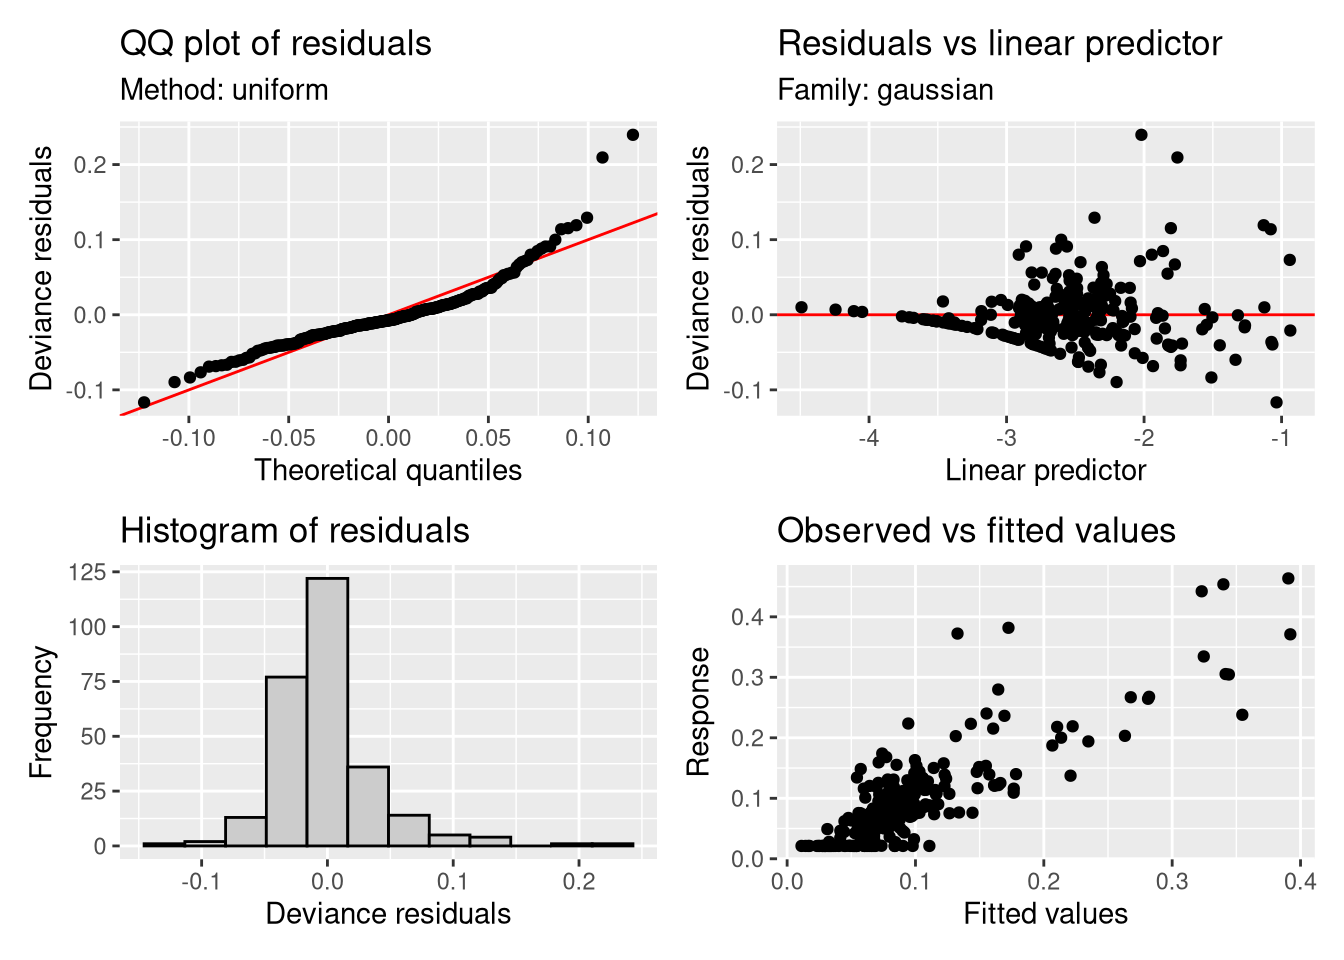 QQ plot of residuals
Method: uniform
Deviance residuals
0.2
0.1
0.0
-0.1
-0.10 -0.05 0.00 0.05 0.10
Theoretical quantiles
Residuals vs linear predictor
Family: gaussian
Deviance residuals
0.2
0.1
0.0
-0.1
-4 -3 -2 -1
Linear predictor
Histogram of residuals
Frequency
125
100
75
50
25
0
-0.1 0.0 0.1 0.2
Deviance residuals
Observed vs fitted values
Response
0.4
0.3
0.2
0.1
0.0
0.0 0.1 0.2 0.3 0.4
Fitted values